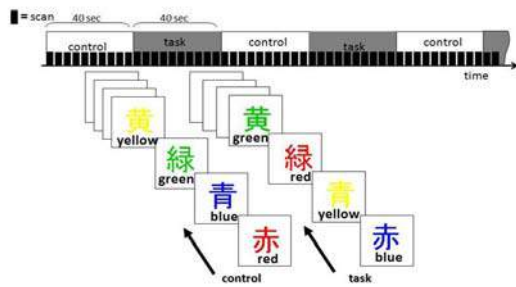 = scan
40 sec
40 sec
control
task
control
task
control
time
黄
yellow
緑
green
青
blue
赤
red
control
黄
green
緑
red
青
yellow
赤
blue
task